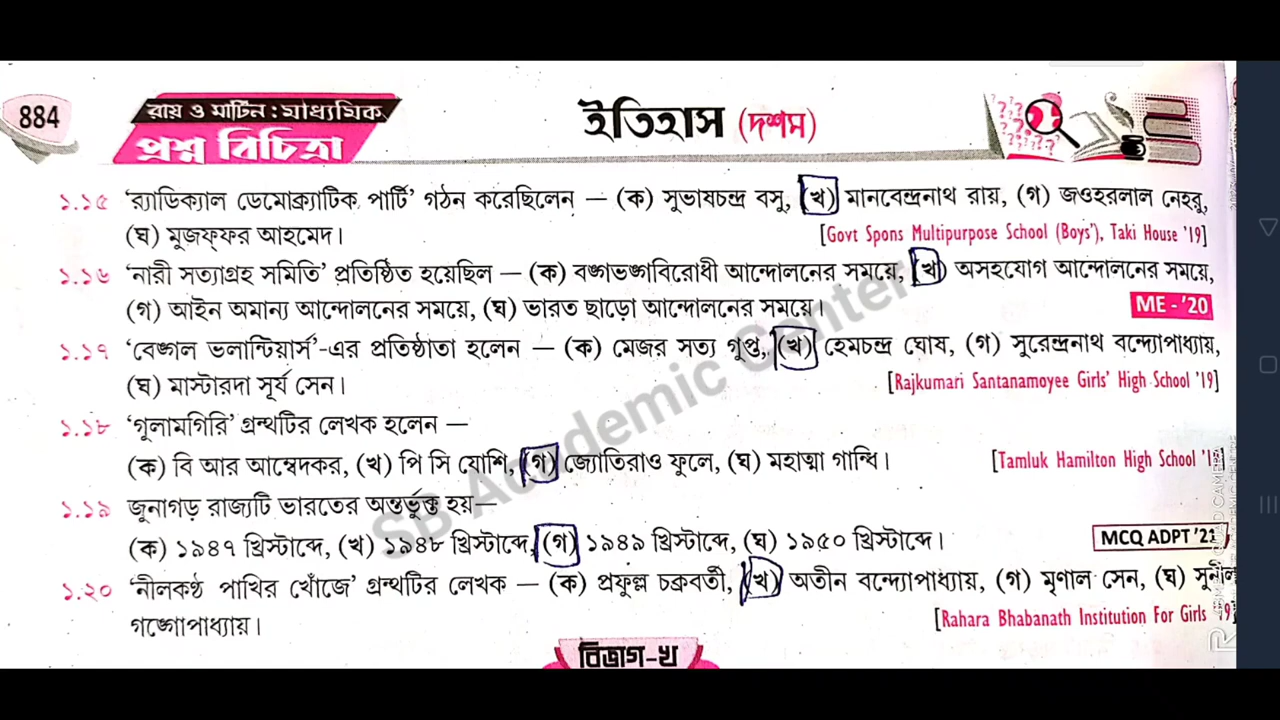 884
রায় ও মার্টিন : মাধ্যমিক
প্রশ্ন বিচিত্রা
ইতিহাস (দশম)
১.১৫ ‘র‍্যাডিক্যাল ডেমোক্র্যাটিক পার্টি’ গঠন করেছিলেন — (ক) সুভাষচন্দ্র বসু, (খ) মানবেন্দ্রনাথ রায়, (গ) জওহরলাল নেহরু,
(ঘ) মুজফ্‌ফর আহমেদ। [Govt Spons Multipurpose School (Boys'), Taki House '19]
১.১৬ ‘নারী সত্যাগ্রহ সমিতি’ প্রতিষ্ঠিত হয়েছিল — (ক) বঙ্গভঙ্গবিরোধী আন্দোলনের সময়ে, (খ) অসহযোগ আন্দোলনের সময়ে,
(গ) আইন অমান্য আন্দোলনের সময়ে, (ঘ) ভারত ছাড়ো আন্দোলনের সময়ে। ME - '20
১.১৭ ‘বেঙ্গল ভলান্টিয়ার্স’-এর প্রতিষ্ঠাতা হলেন — (ক) মেজর সত্য গুপ্ত, (খ) হেমচন্দ্র ঘোষ, (গ) সুরেন্দ্রনাথ বন্দ্যোপাধ্যায়,
(ঘ) মাস্টারদা সূর্য সেন। [Rajkumari Santanamoyee Girls' High School '19]
১.১৮ ‘গুলামগিরি’ গ্রন্থটির লেখক হলেন —
(ক) বি আর আম্বেদকর, (খ) পি সি যোশি, (গ) জ্যোতিরাও ফুলে, (ঘ) মহাত্মা গান্ধি। [Tamluk Hamilton High School
১.১৯ জুনাগড় রাজ্যটি ভারতের অন্তর্ভুক্ত হয়—
(ক) ১৯৪৭ খ্রিস্টাব্দে, (খ) ১৯৪৮ খ্রিস্টাব্দে, (গ) ১৯৪৯ খ্রিস্টাব্দে, (ঘ) ১৯৫০ খ্রিস্টাব্দে। MCQ ADPT '21
১.২০ ‘নীলকণ্ঠ পাখির খোঁজে’ গ্রন্থটির লেখক — (ক) প্রফুল্ল চক্রবর্তী, (খ) অতীন বন্দ্যোপাধ্যায়, (গ) মৃণাল সেন, (ঘ) সুনীল
গঙ্গোপাধ্যায়। [Rahara Bhabanath Institution For Girls
বিভাগ-খ
SB Academic Center